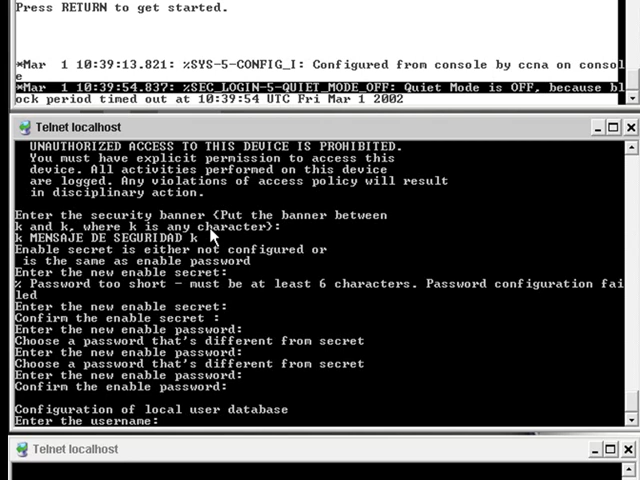 Press RETURN to get started.
*Mar  1 10:39:13.821: %SYS-5-CONFIG_I: Configured from console by ccna on consol
e
*Mar  1 10:39:54.837: %SEC_LOGIN-5-QUIET_MODE_OFF: Quiet Mode is OFF, because bl
ock period timed out at 10:39:54 UTC Fri Mar 1 2002
Telnet localhost
UNAUTHORIZED ACCESS TO THIS DEVICE IS PROHIBITED.
You must have explicit permission to access this
device. All activities performed on this device
are logged. Any violations of access policy will result
in disciplinary action.
Enter the security banner {Put the banner between
k and k, where k is any character}:
k MENSAJE DE SEGURIDAD k
Enable secret is either not configured or
is the same as enable password
Enter the new enable secret:
% Password too short - must be at least 6 characters. Password configuration fai
led
Enter the new enable secret:
Confirm the enable secret :
Enter the new enable password:
Choose a password that's different from secret
Enter the new enable password:
Choose a password that's different from secret
Enter the new enable password:
Confirm the enable password:
Configuration of local user database
Enter the username:
Telnet localhost